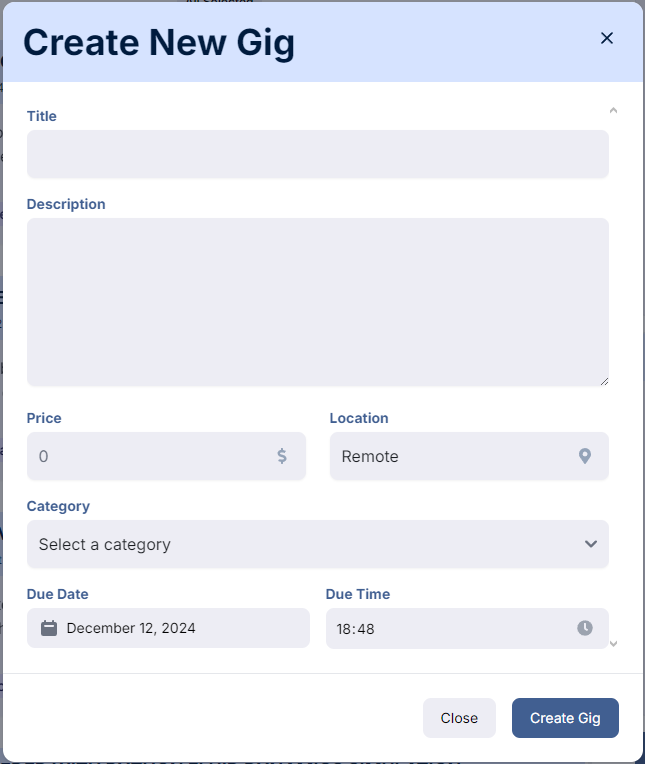 Create New Gig
Title
Description
Price
Location
0
$
Remote
Category
Select a category
Due Date
Due Time
December 12, 2024
18:48
Close
Create Gig